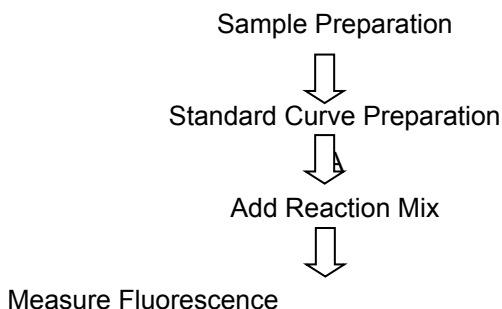 Sample Preparation
Standard Curve Preparation
Add Reaction Mix
Measure Fluorescence